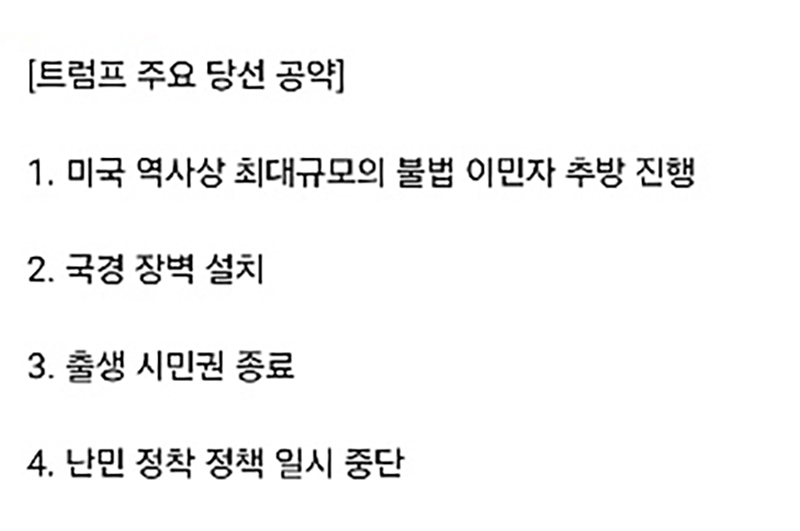 [트럼프 주요 당선 공약]
1. 미국 역사상 최대규모의 불법 이민자 추방 진행
2. 국경 장벽 설치
3. 출생 시민권 종료
4. 난민 정착 정책 일시 중단